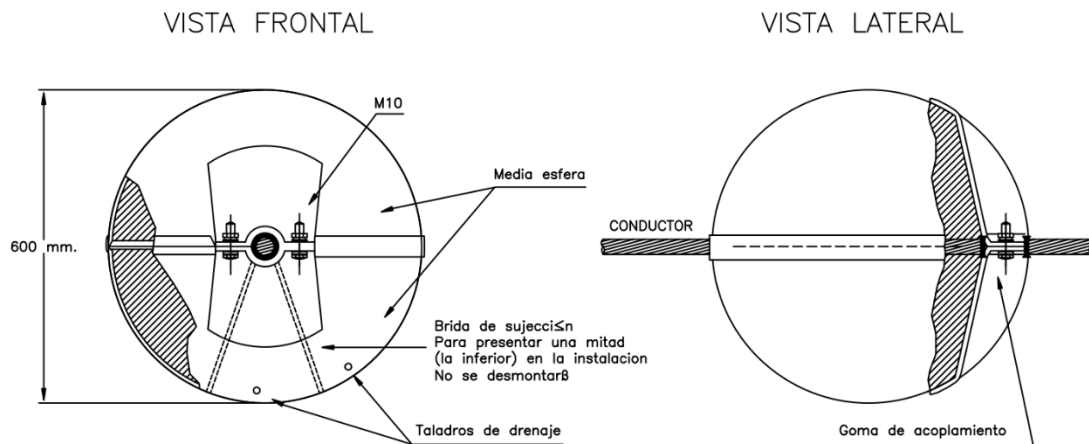 VISTA FRONTAL
VISTA LATERAL
M10
Media esfera
600 mm.
CONDUCTOR
Brida de sujecci≤n
Para presentar una mitad
(la inferior) en la instalacion
No se desmontarß
Taladros de drenaje
Goma de acoplamiento